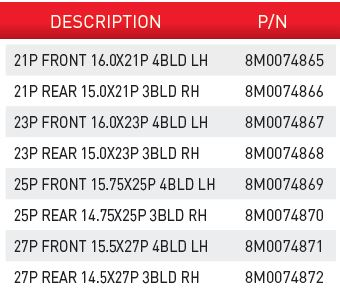 DESCRIPTION P/N
21P FRONT 16.0X21P 4BLD LH 8M0074865
21P REAR 15.0X21P 3BLD RH 8M0074866
23P FRONT 16.0X23P 4BLD LH 8M0074867
23P REAR 15.0X23P 3BLD RH 8M0074868
25P FRONT 15.75X25P 4BLD LH 8M0074869
25P REAR 14.75X25P 3BLD RH 8M0074870
27P FRONT 15.5X27P 4BLD LH 8M0074871
27P REAR 14.5X27P 3BLD RH 8M0074872